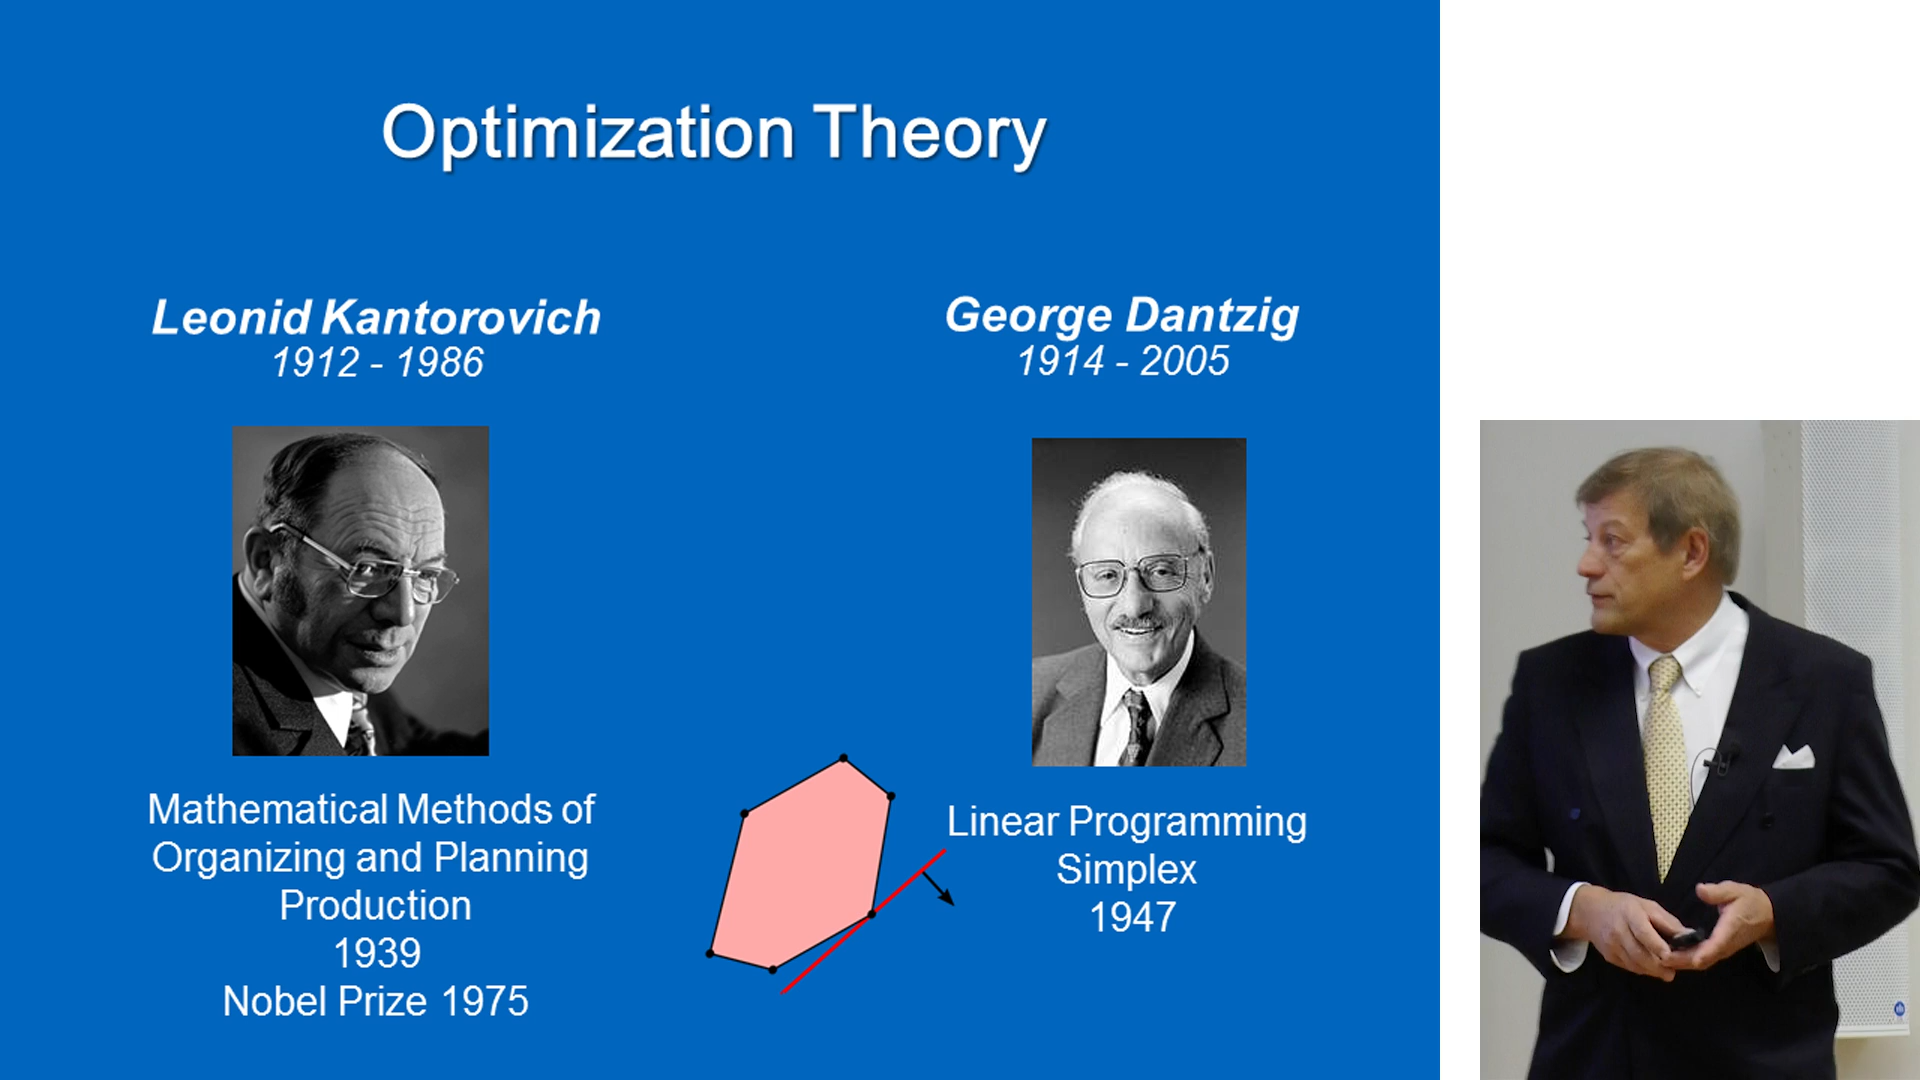 Optimization Theory
Leonid Kantorovich
1912 - 1986
Mathematical Methods of
Organizing and Planning
Production
1939
Nobel Prize 1975
George Dantzig
1914 - 2005
Linear Programming
Simplex
1947